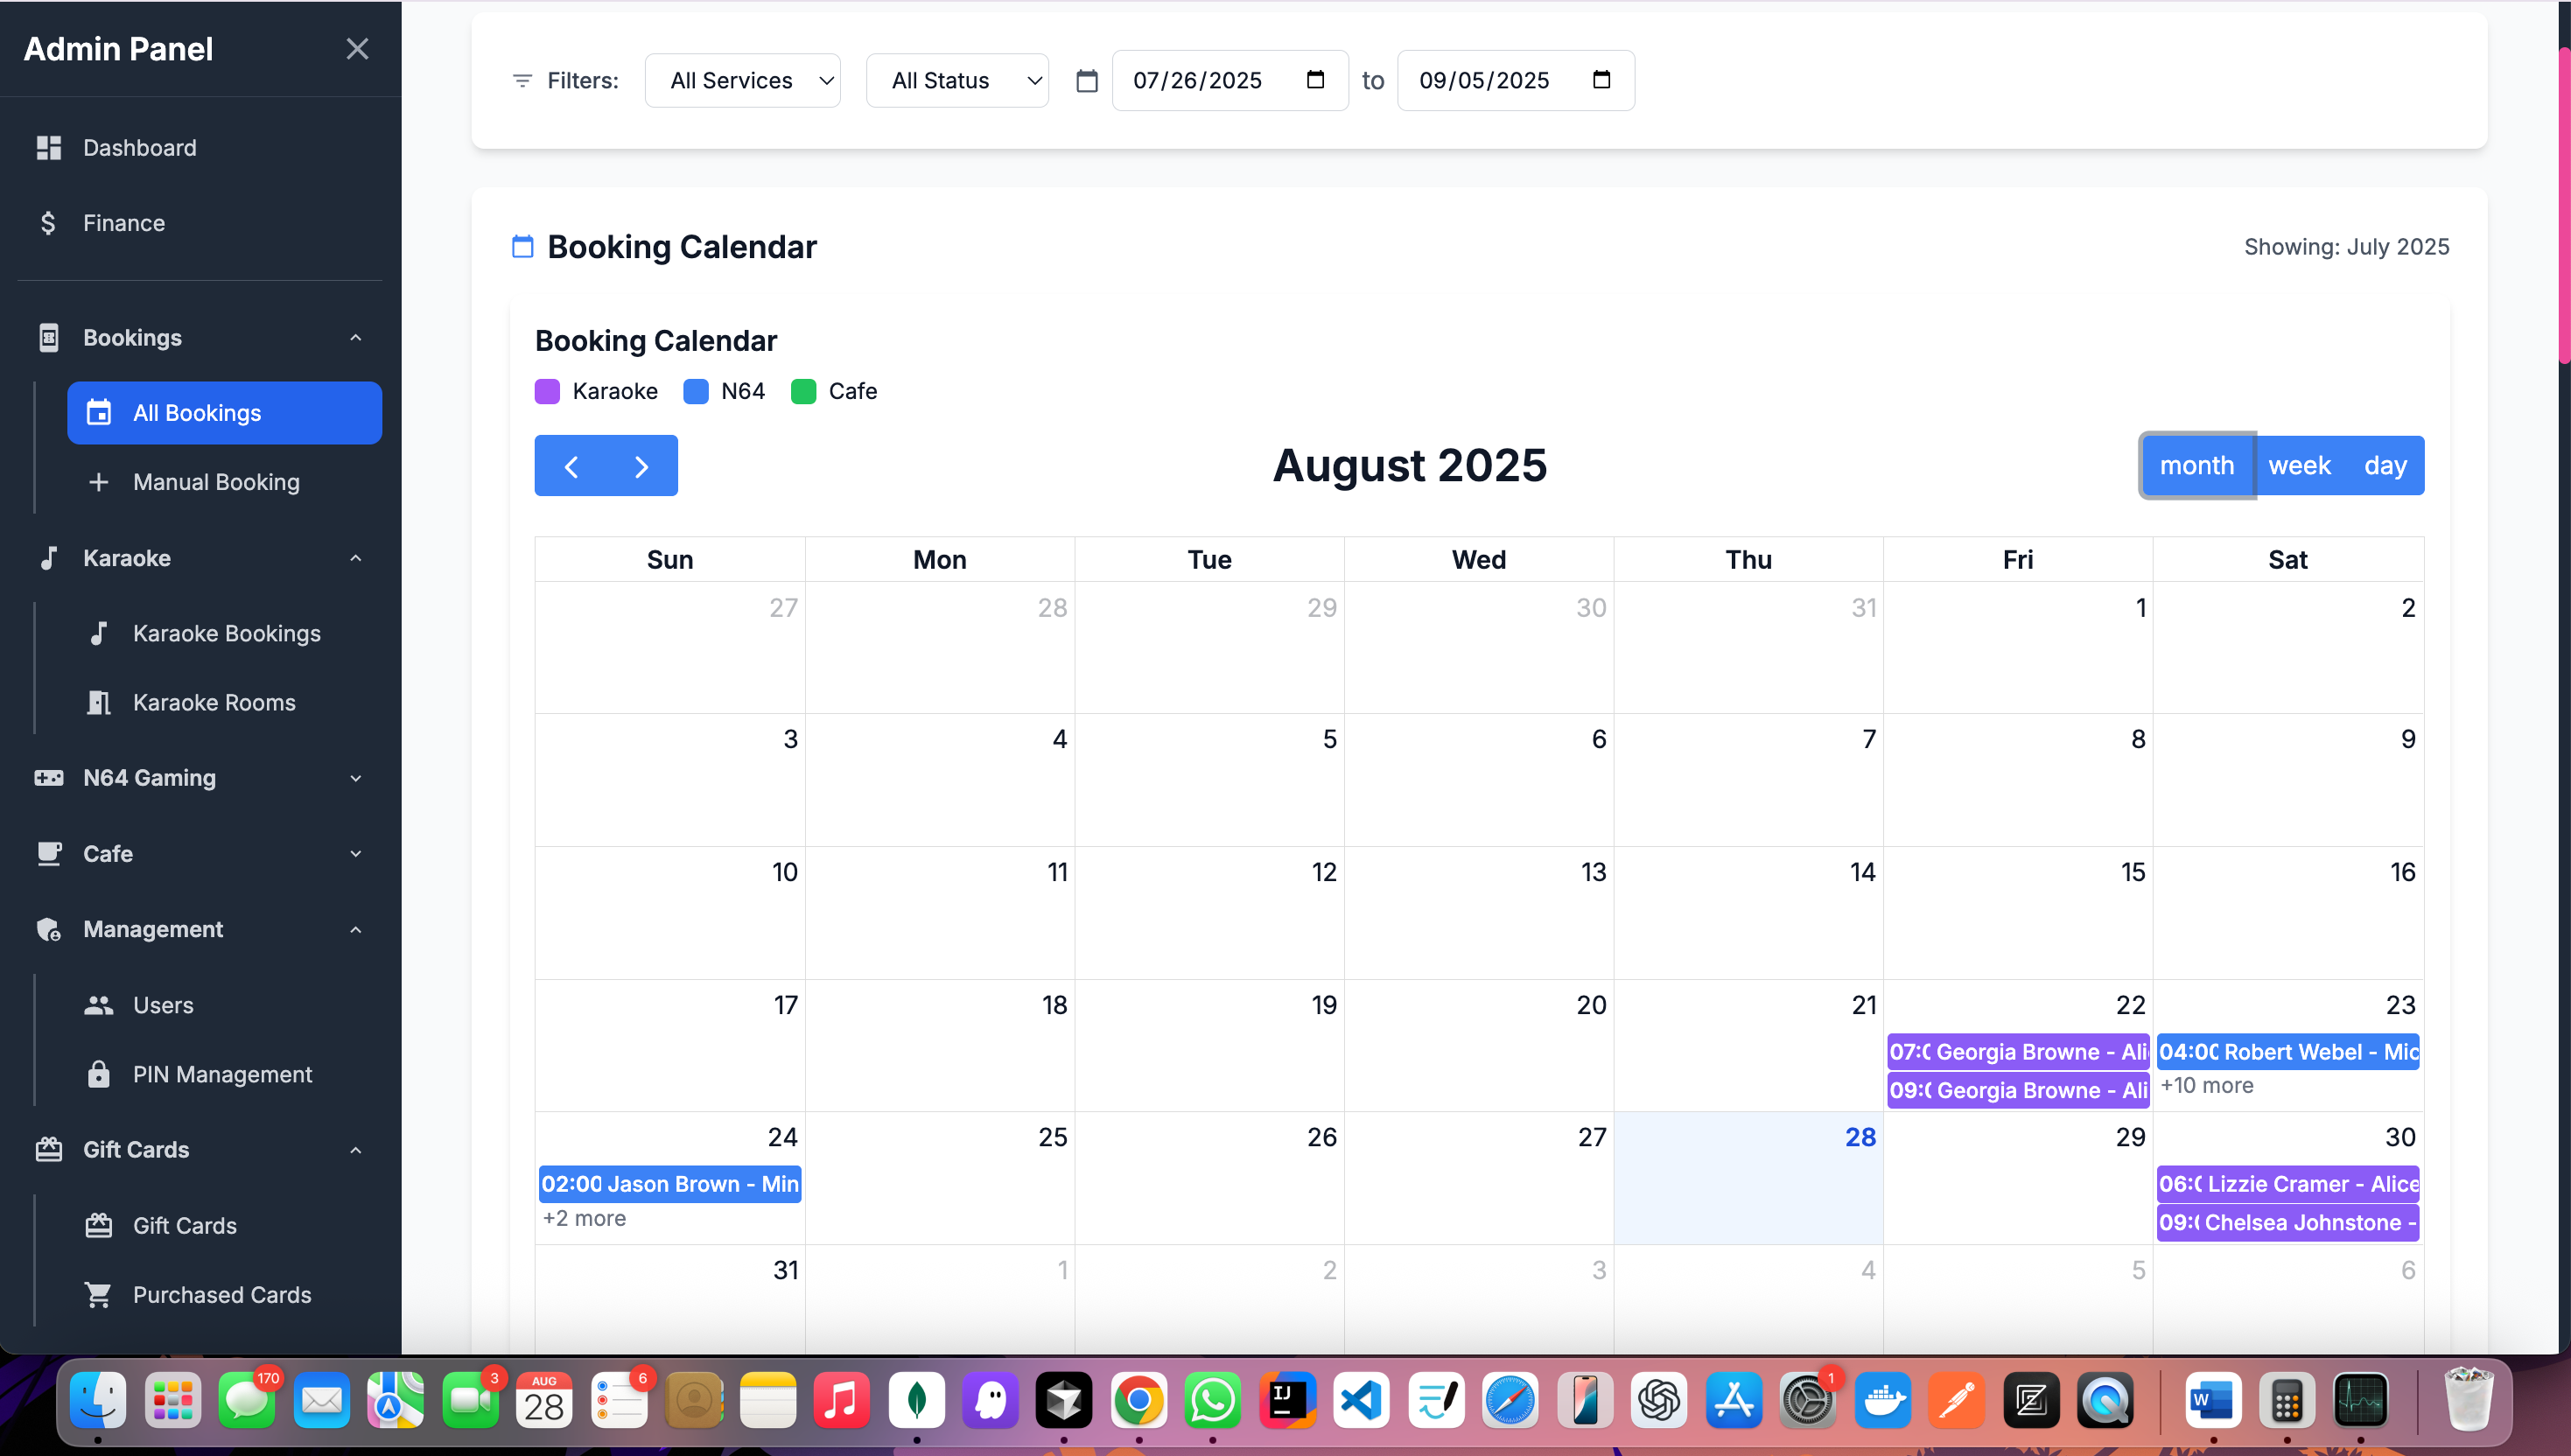 Admin Panel
Dashboard
Finance
Bookings
All Bookings
Manual Booking
Karaoke
Karaoke Bookings
Karaoke Rooms
N64 Gaming
Cafe
Management
Users
PIN Management
Gift Cards
Gift Cards
Purchased Cards
Filters: All Services All Status 07/26/2025 to 09/05/2025
Booking Calendar
Showing: July 2025
Booking Calendar
Karaoke N64 Cafe
August 2025
month week day
Sun Mon Tue Wed Thu Fri Sat
27 28 29 30 31 1 2
3 4 5 6 7 8 9
10 11 12 13 14 15 16
17 18 19 20 21 22 23
07:0 Georgia Browne - Ali
09:0 Georgia Browne - Ali
04:00 Robert Webel - Mic
+10 more
24 25 26 27 28 29 30
02:00 Jason Brown - Min
+2 more
06:0 Lizzie Cramer - Alice
09:0 Chelsea Johnstone -
31 1 2 3 4 5 6
170 3 AUG 28 6 IJ 1 W